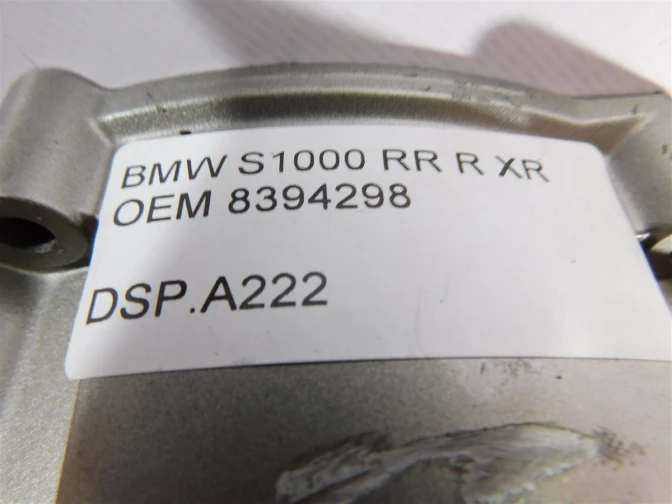 BMW S1000 RR R XR
OEM 8394298
DSP.A222